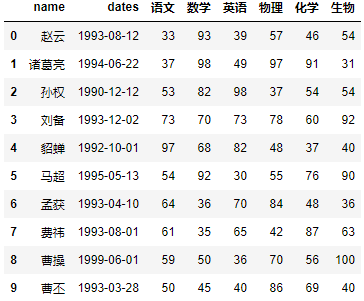 name dates 语文 数学 英语 物理 化学 生物
0 赵云 1993-08-12 33 93 39 57 46 54
1 诸葛亮 1994-06-22 37 98 49 97 91 31
2 孙权 1990-12-12 53 82 98 37 54 54
3 刘备 1993-12-02 73 70 73 78 60 92
4 貂蝉 1992-10-01 97 68 82 48 37 40
5 马超 1995-05-13 54 92 30 55 76 90
6 孟获 1993-04-10 64 36 70 84 48 36
7 费祎 1993-08-01 61 35 65 42 87 63
8 曹操 1999-06-01 59 50 36 70 56 100
9 曹丕 1993-03-28 50 45 40 86 69 40